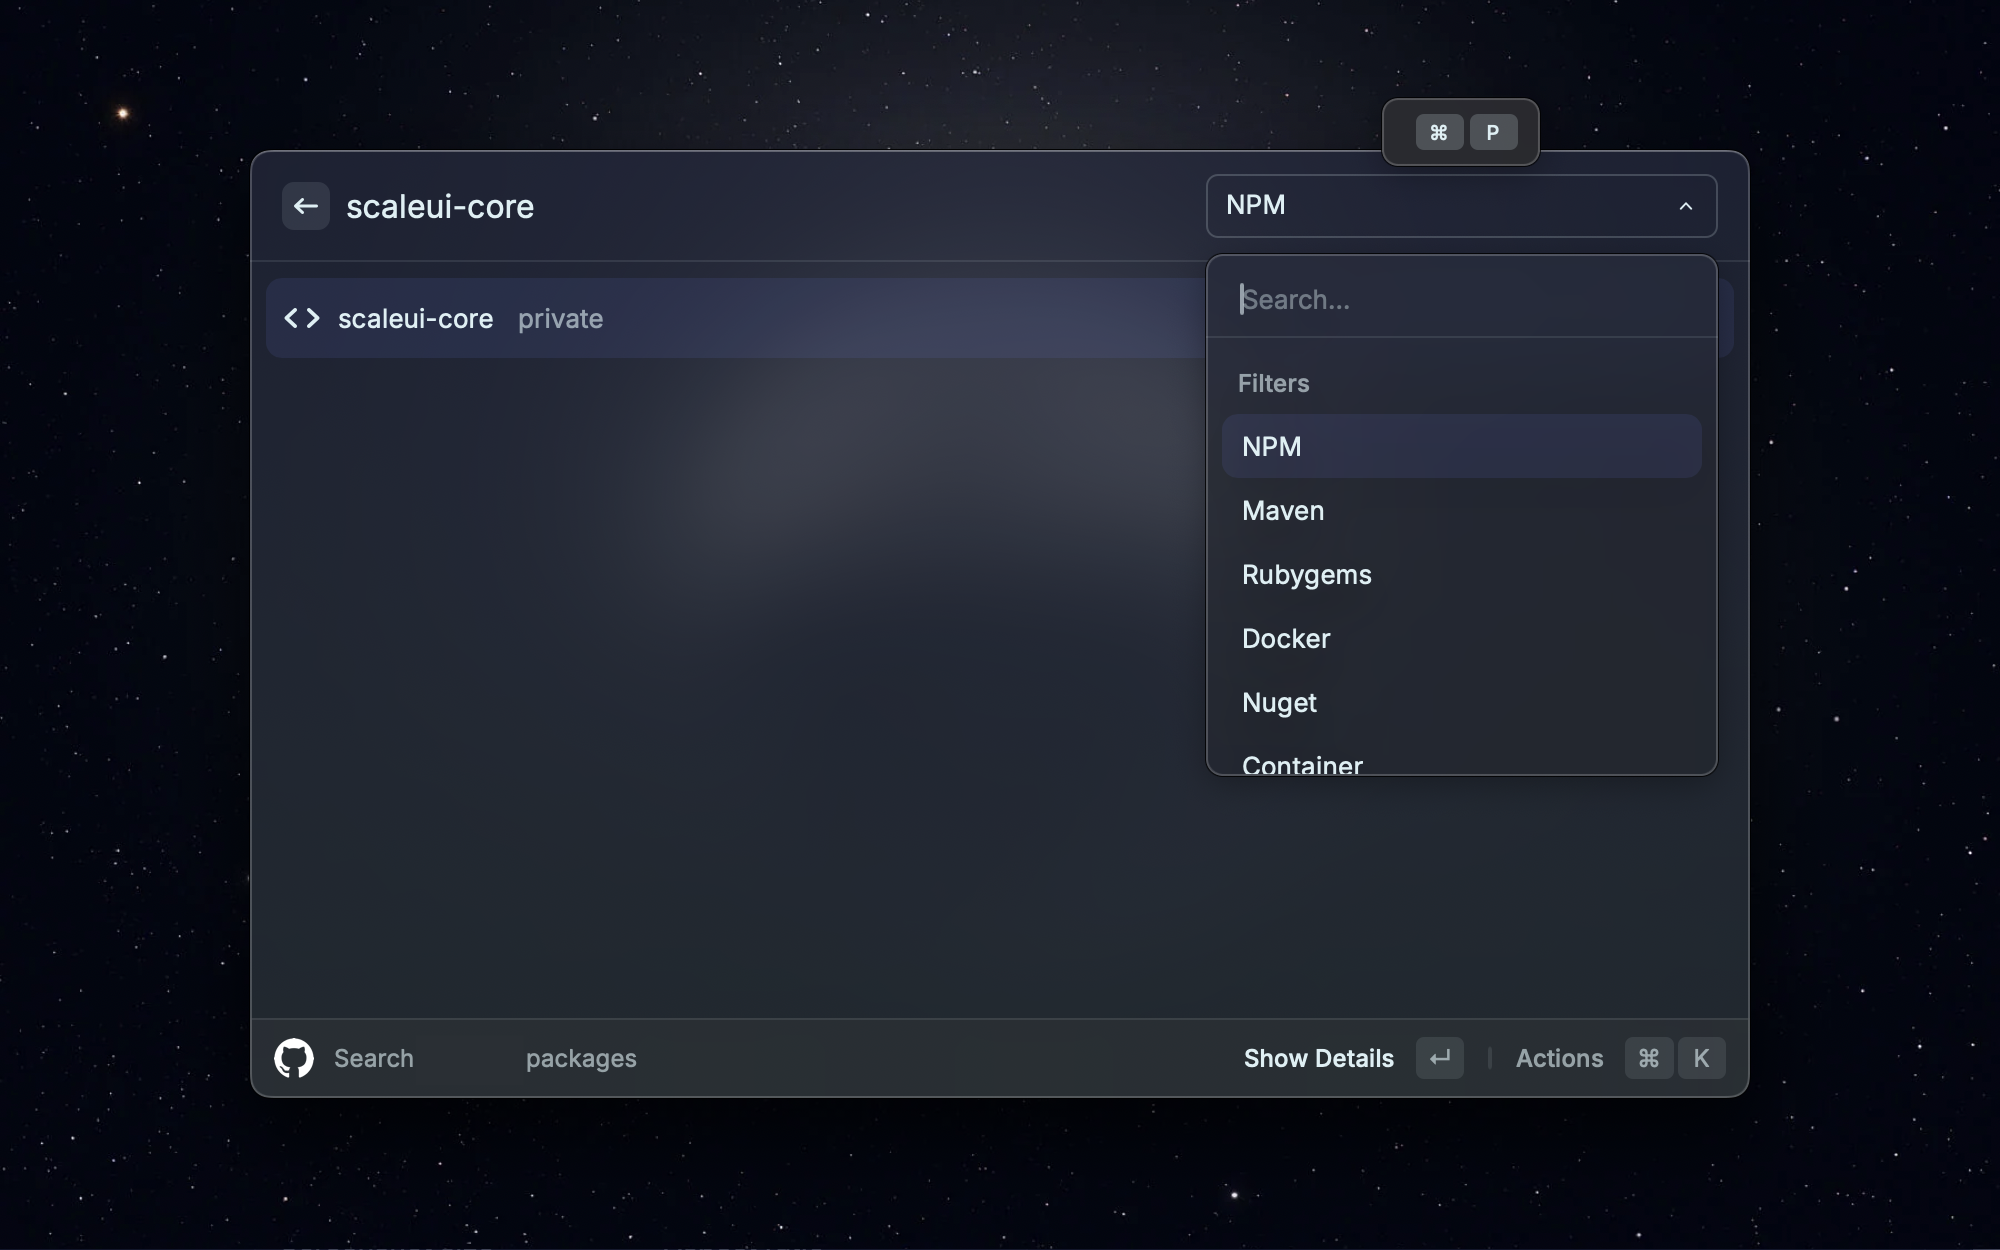 ⌘ P
scaleui-core
NPM
scaleui-core private
Search...
Filters
NPM
Maven
Rubygems
Docker
Nuget
Container
Search packages
Show Details ↵
Actions ⌘ K